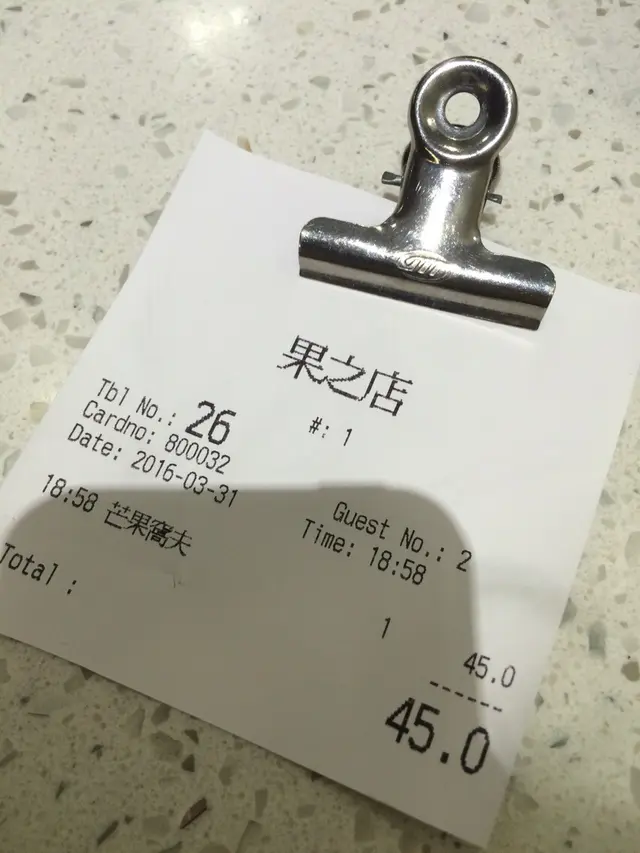 果之店
#: 1
Tbl No.: 26
Cardno: 800032
Guest No.: 2
Date: 2016-03-31
Time: 18:58
18:58 芒果窩夫 1 45.0
------
Total: 45.0